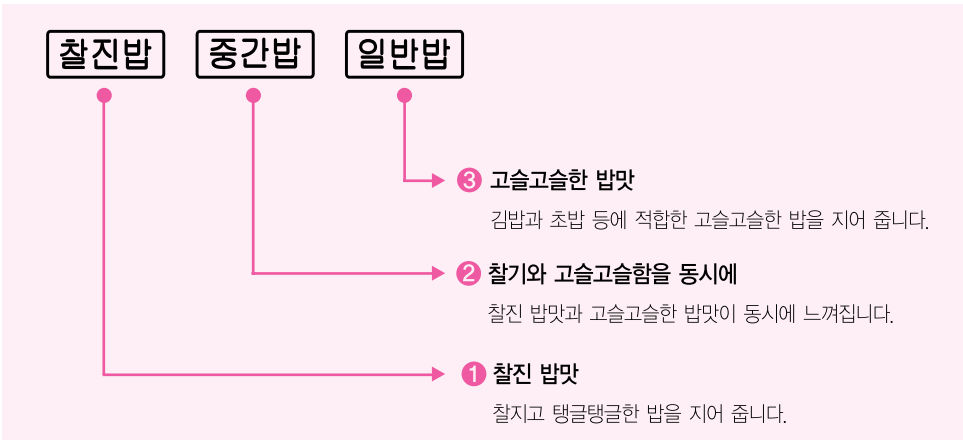 찰진밥 중간밥 일반밥
❸ 고슬고슬한 밥맛
김밥과 초밥 등에 적합한 고슬고슬한 밥을 지어 줍니다.
❷ 찰기와 고슬고슬함을 동시에
찰진 밥맛과 고슬고슬한 밥맛이 동시에 느껴집니다.
❶ 찰진 밥맛
찰지고 탱글탱글한 밥을 지어 줍니다.